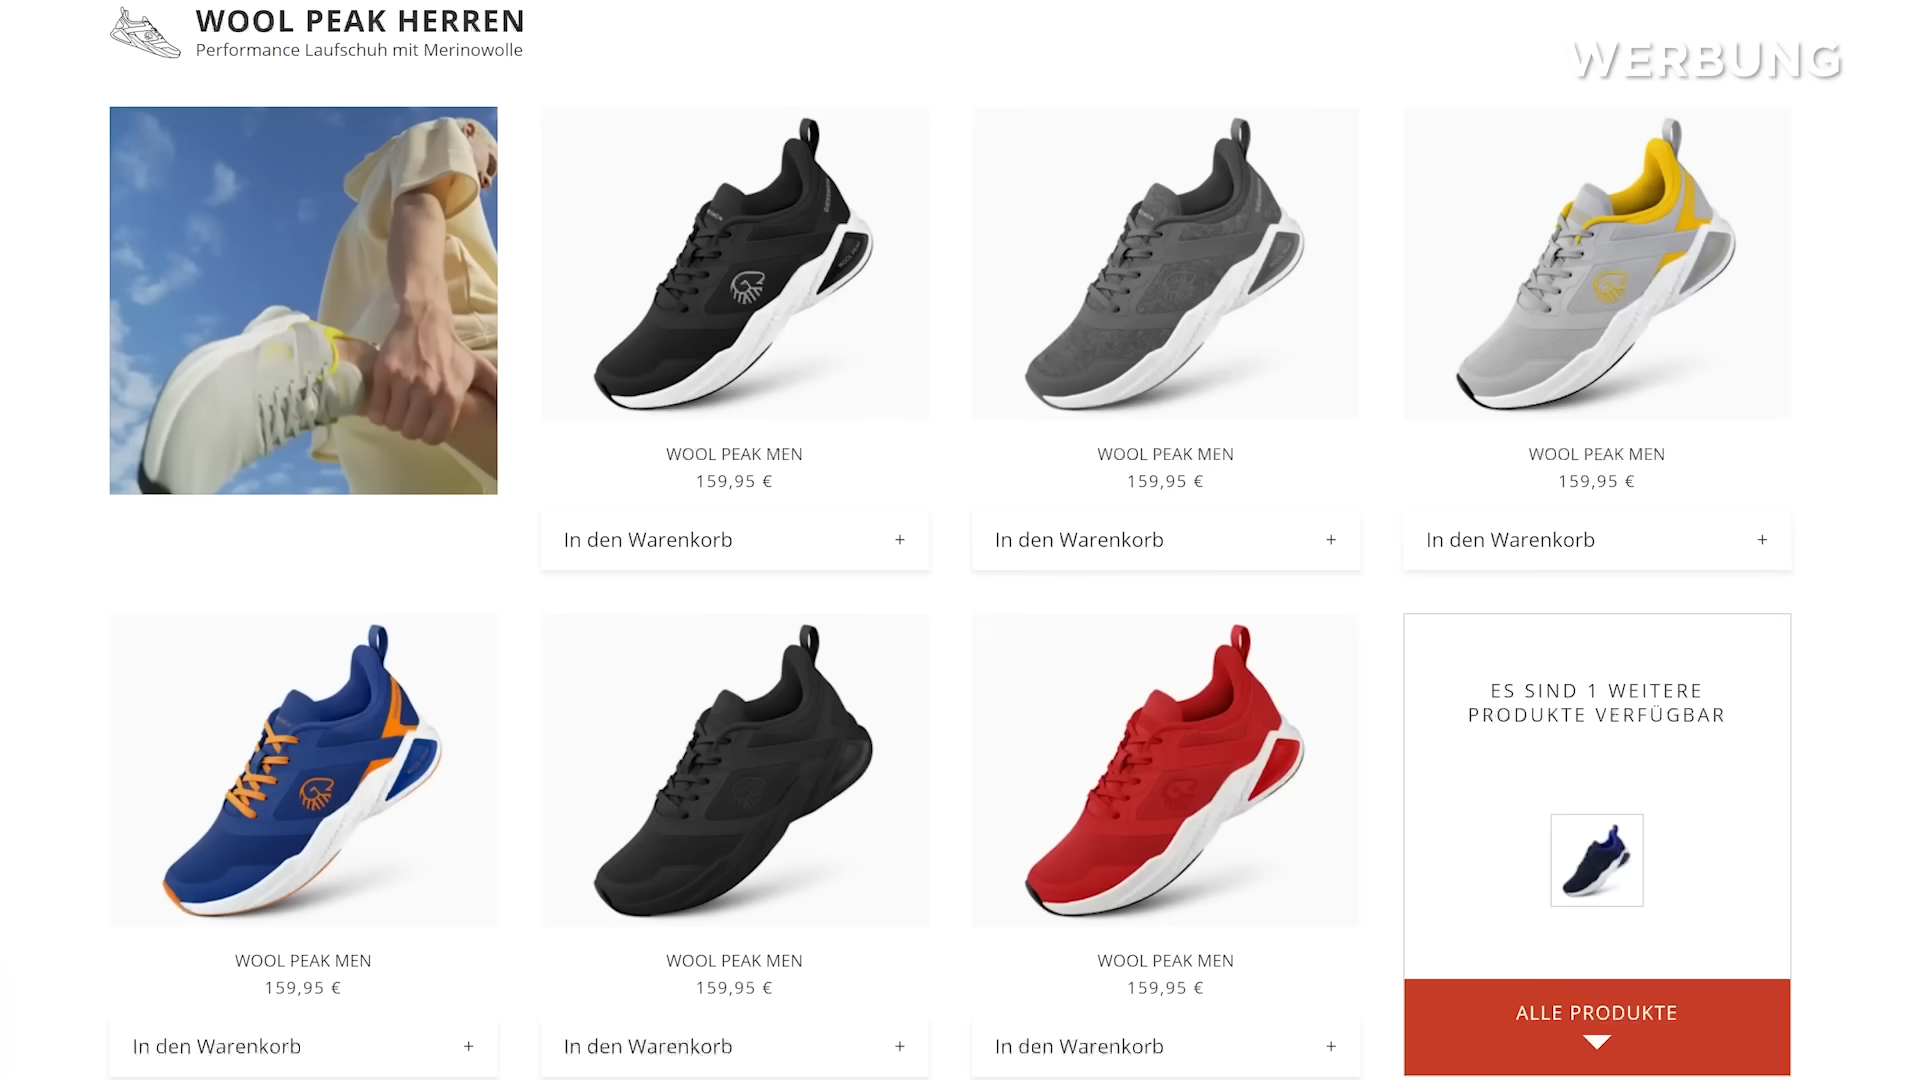 WOOL PEAK HERREN
Performance Laufschuh mit Merinowolle
WERBUNG
WOOL PEAK MEN
159,95 €
In den Warenkorb +
WOOL PEAK MEN
159,95 €
In den Warenkorb +
WOOL PEAK MEN
159,95 €
In den Warenkorb +
WOOL PEAK MEN
159,95 €
In den Warenkorb +
WOOL PEAK MEN
159,95 €
In den Warenkorb +
WOOL PEAK MEN
159,95 €
In den Warenkorb +
ES SIND 1 WEITERE
PRODUKTE VERFÜGBAR
ALLE PRODUKTE